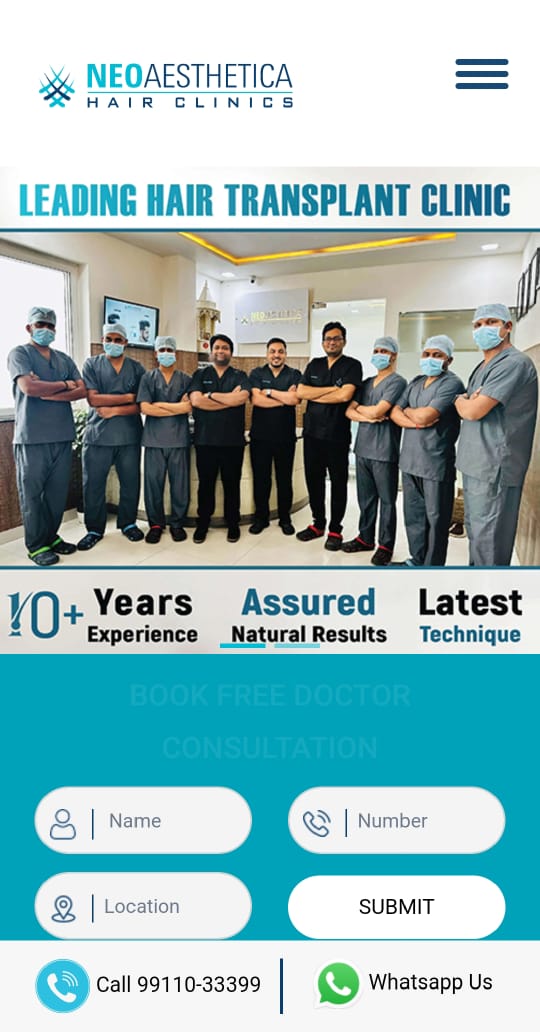 NEOAESTHETICA
HAIR CLINICS
LEADING HAIR TRANSPLANT CLINIC
10+ Years Experience
Assured Natural Results
Latest Technique
BOOK FREE DOCTOR
CONSULTATION
Name
Number
Location
SUBMIT
Call 99110-33399
Whatsapp Us